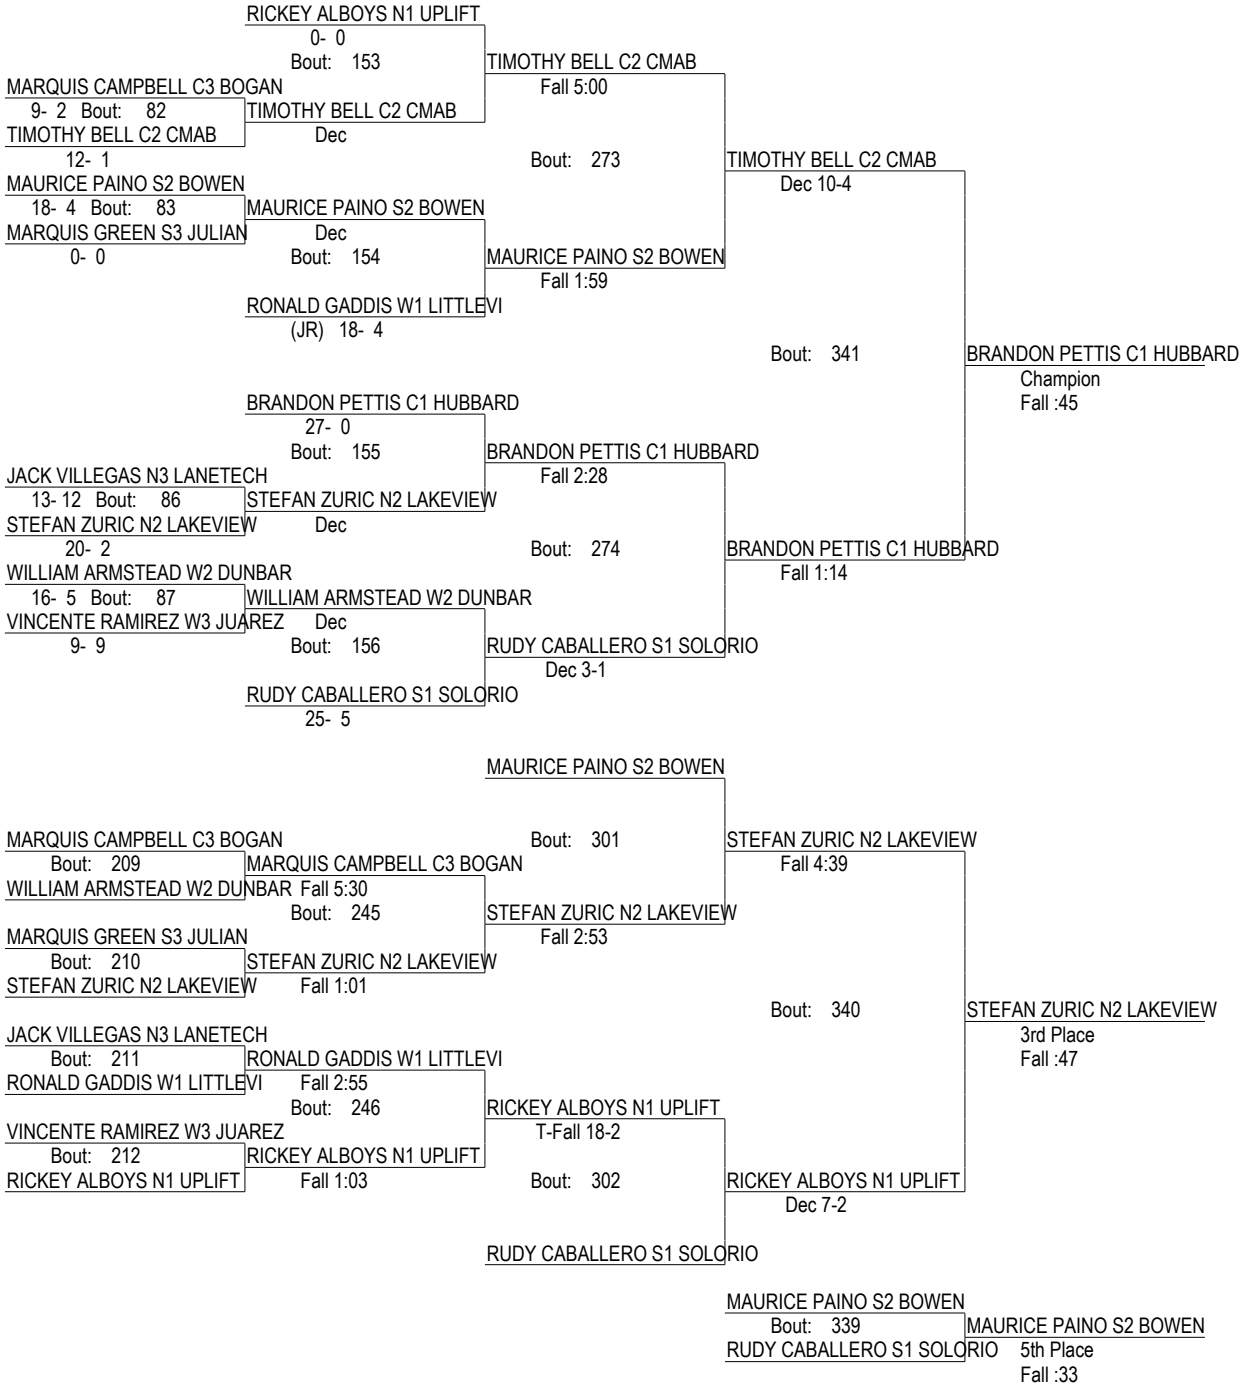 RICKEY ALBOYS N1 UPLIFT
0- 0
Bout: 153 TIMOTHY BELL C2 CMAB
MARQUIS CAMPBELL C3 BOGAN Fall 5:00
9- 2 Bout: 82 TIMOTHY BELL C2 CMAB
TIMOTHY BELL C2 CMAB Dec
12- 1 Bout: 273 TIMOTHY BELL C2 CMAB
MAURICE PAINO S2 BOWEN Dec 10-4
18- 4 Bout: 83 MAURICE PAINO S2 BOWEN
MARQUIS GREEN S3 JULIAN Dec
0- 0 Bout: 154 MAURICE PAINO S2 BOWEN
Fall 1:59
RONALD GADDIS W1 LITTLEVI
(JR) 18- 4
Bout: 341 BRANDON PETTIS C1 HUBBARD
Champion
BRANDON PETTIS C1 HUBBARD Fall :45
27- 0
Bout: 155 BRANDON PETTIS C1 HUBBARD
JACK VILLEGAS N3 LANETECH Fall 2:28
13- 12 Bout: 86 STEFAN ZURIC N2 LAKEVIEW
STEFAN ZURIC N2 LAKEVIEW Dec
20- 2 Bout: 274 BRANDON PETTIS C1 HUBBARD
WILLIAM ARMSTEAD W2 DUNBAR Fall 1:14
16- 5 Bout: 87 WILLIAM ARMSTEAD W2 DUNBAR
VINCENTE RAMIREZ W3 JUAREZ Dec
9- 9 Bout: 156 RUDY CABALLERO S1 SOLORIO
Dec 3-1
RUDY CABALLERO S1 SOLORIO
25- 5
MAURICE PAINO S2 BOWEN
MARQUIS CAMPBELL C3 BOGAN Bout: 301 STEFAN ZURIC N2 LAKEVIEW
Bout: 209 MARQUIS CAMPBELL C3 BOGAN Fall 4:39
WILLIAM ARMSTEAD W2 DUNBAR Fall 5:30
Bout: 245 STEFAN ZURIC N2 LAKEVIEW
MARQUIS GREEN S3 JULIAN Fall 2:53
Bout: 210 STEFAN ZURIC N2 LAKEVIEW
STEFAN ZURIC N2 LAKEVIEW Fall 1:01
Bout: 340 STEFAN ZURIC N2 LAKEVIEW
JACK VILLEGAS N3 LANETECH 3rd Place
Bout: 211 RONALD GADDIS W1 LITTLEVI Fall :47
RONALD GADDIS W1 LITTLEVI Fall 2:55
Bout: 246 RICKEY ALBOYS N1 UPLIFT
VINCENTE RAMIREZ W3 JUAREZ T-Fall 18-2
Bout: 212 RICKEY ALBOYS N1 UPLIFT
RICKEY ALBOYS N1 UPLIFT Fall 1:03 Bout: 302 RICKEY ALBOYS N1 UPLIFT
Dec 7-2
RUDY CABALLERO S1 SOLORIO
MAURICE PAINO S2 BOWEN
Bout: 339 MAURICE PAINO S2 BOWEN
RUDY CABALLERO S1 SOLORIO 5th Place
Fall :33